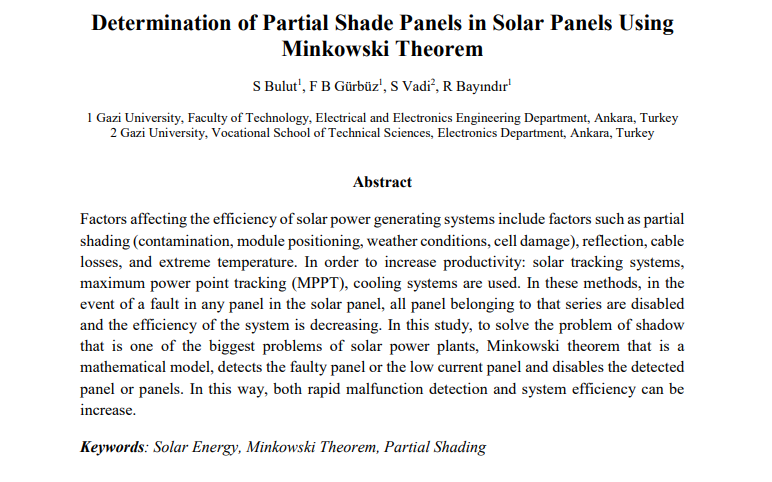 Determination of Partial Shade Panels in Solar Panels Using
Minkowski Theorem
S Bulut¹, F B Gürbüz¹, S Vadi², R Bayındır¹
1 Gazi University, Faculty of Technology, Electrical and Electronics Engineering Department, Ankara, Turkey
2 Gazi University, Vocational School of Technical Sciences, Electronics Department, Ankara, Turkey
Abstract
Factors affecting the efficiency of solar power generating systems include factors such as partial
shading (contamination, module positioning, weather conditions, cell damage), reflection, cable
losses, and extreme temperature. In order to increase productivity: solar tracking systems,
maximum power point tracking (MPPT), cooling systems are used. In these methods, in the
event of a fault in any panel in the solar panel, all panel belonging to that series are disabled
and the efficiency of the system is decreasing. In this study, to solve the problem of shadow
that is one of the biggest problems of solar power plants, Minkowski theorem that is a
mathematical model, detects the faulty panel or the low current panel and disables the detected
panel or panels. In this way, both rapid malfunction detection and system efficiency can be
increase.
Keywords: Solar Energy, Minkowski Theorem, Partial Shading